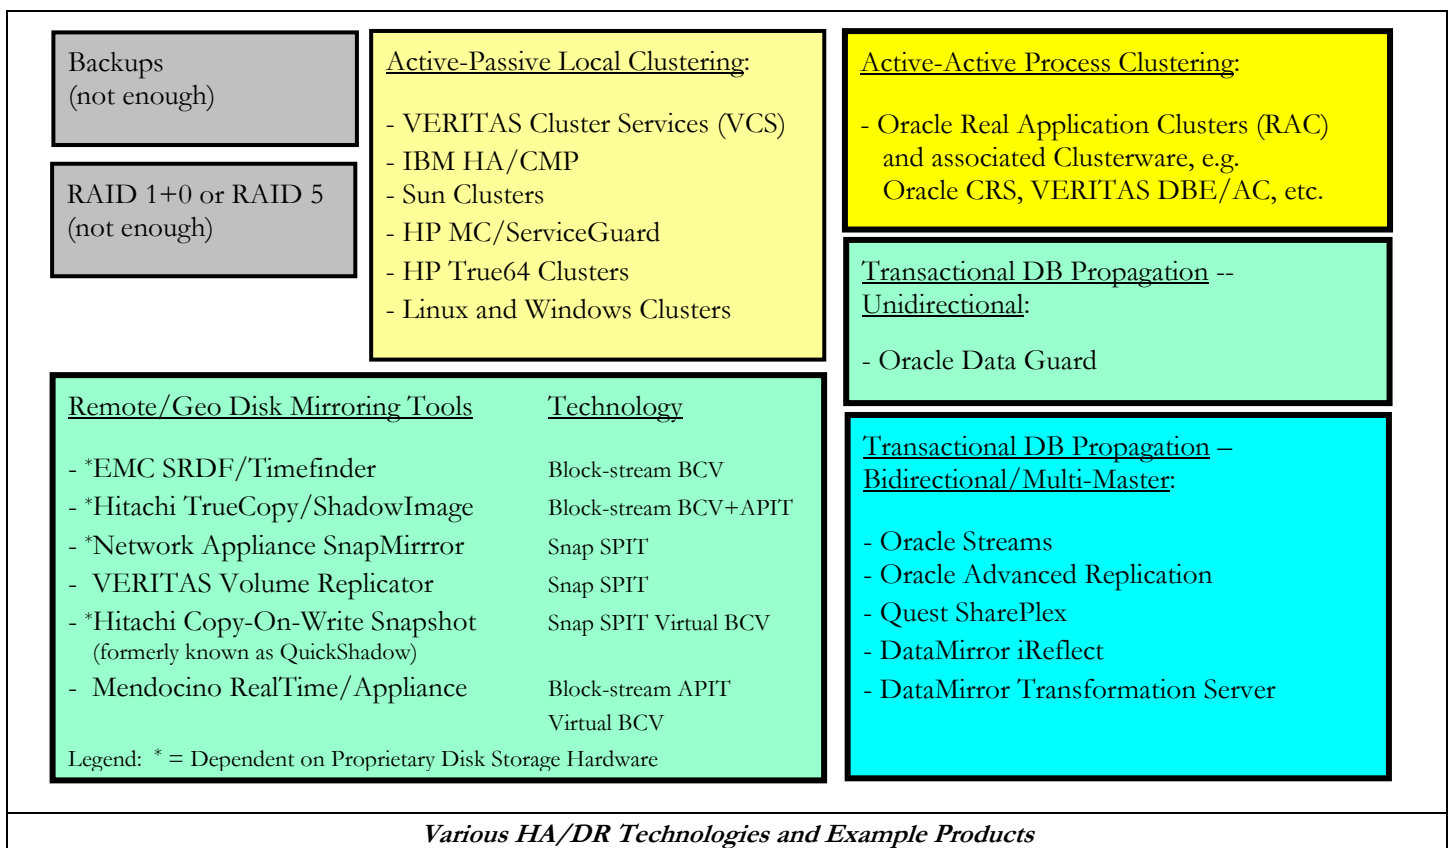 Backups
(not enough)
RAID 1+0 or RAID 5
(not enough)
Active-Passive Local Clustering:
- VERITAS Cluster Services (VCS)
- IBM HA/CMP
- Sun Clusters
- HP MC/ServiceGuard
- HP True64 Clusters
- Linux and Windows Clusters
Active-Active Process Clustering:
- Oracle Real Application Clusters (RAC)
and associated Clusterware, e.g.
Oracle CRS, VERITAS DBE/AC, etc.
Transactional DB Propagation --
Unidirectional:
- Oracle Data Guard
Remote/Geo Disk Mirroring Tools Technology
- *EMC SRDF/Timefinder Block-stream BCV
- *Hitachi TrueCopy/ShadowImage Block-stream BCV+APIT
- *Network Appliance SnapMirrror Snap SPIT
- VERITAS Volume Replicator Snap SPIT
- *Hitachi Copy-On-Write Snapshot Snap SPIT Virtual BCV
(formerly known as QuickShadow)
- Mendocino RealTime/Appliance Block-stream APIT
Virtual BCV
Legend: * = Dependent on Proprietary Disk Storage Hardware
Transactional DB Propagation –
Bidirectional/Multi-Master:
- Oracle Streams
- Oracle Advanced Replication
- Quest SharePlex
- DataMirror iReflect
- DataMirror Transformation Server
Various HA/DR Technologies and Example Products